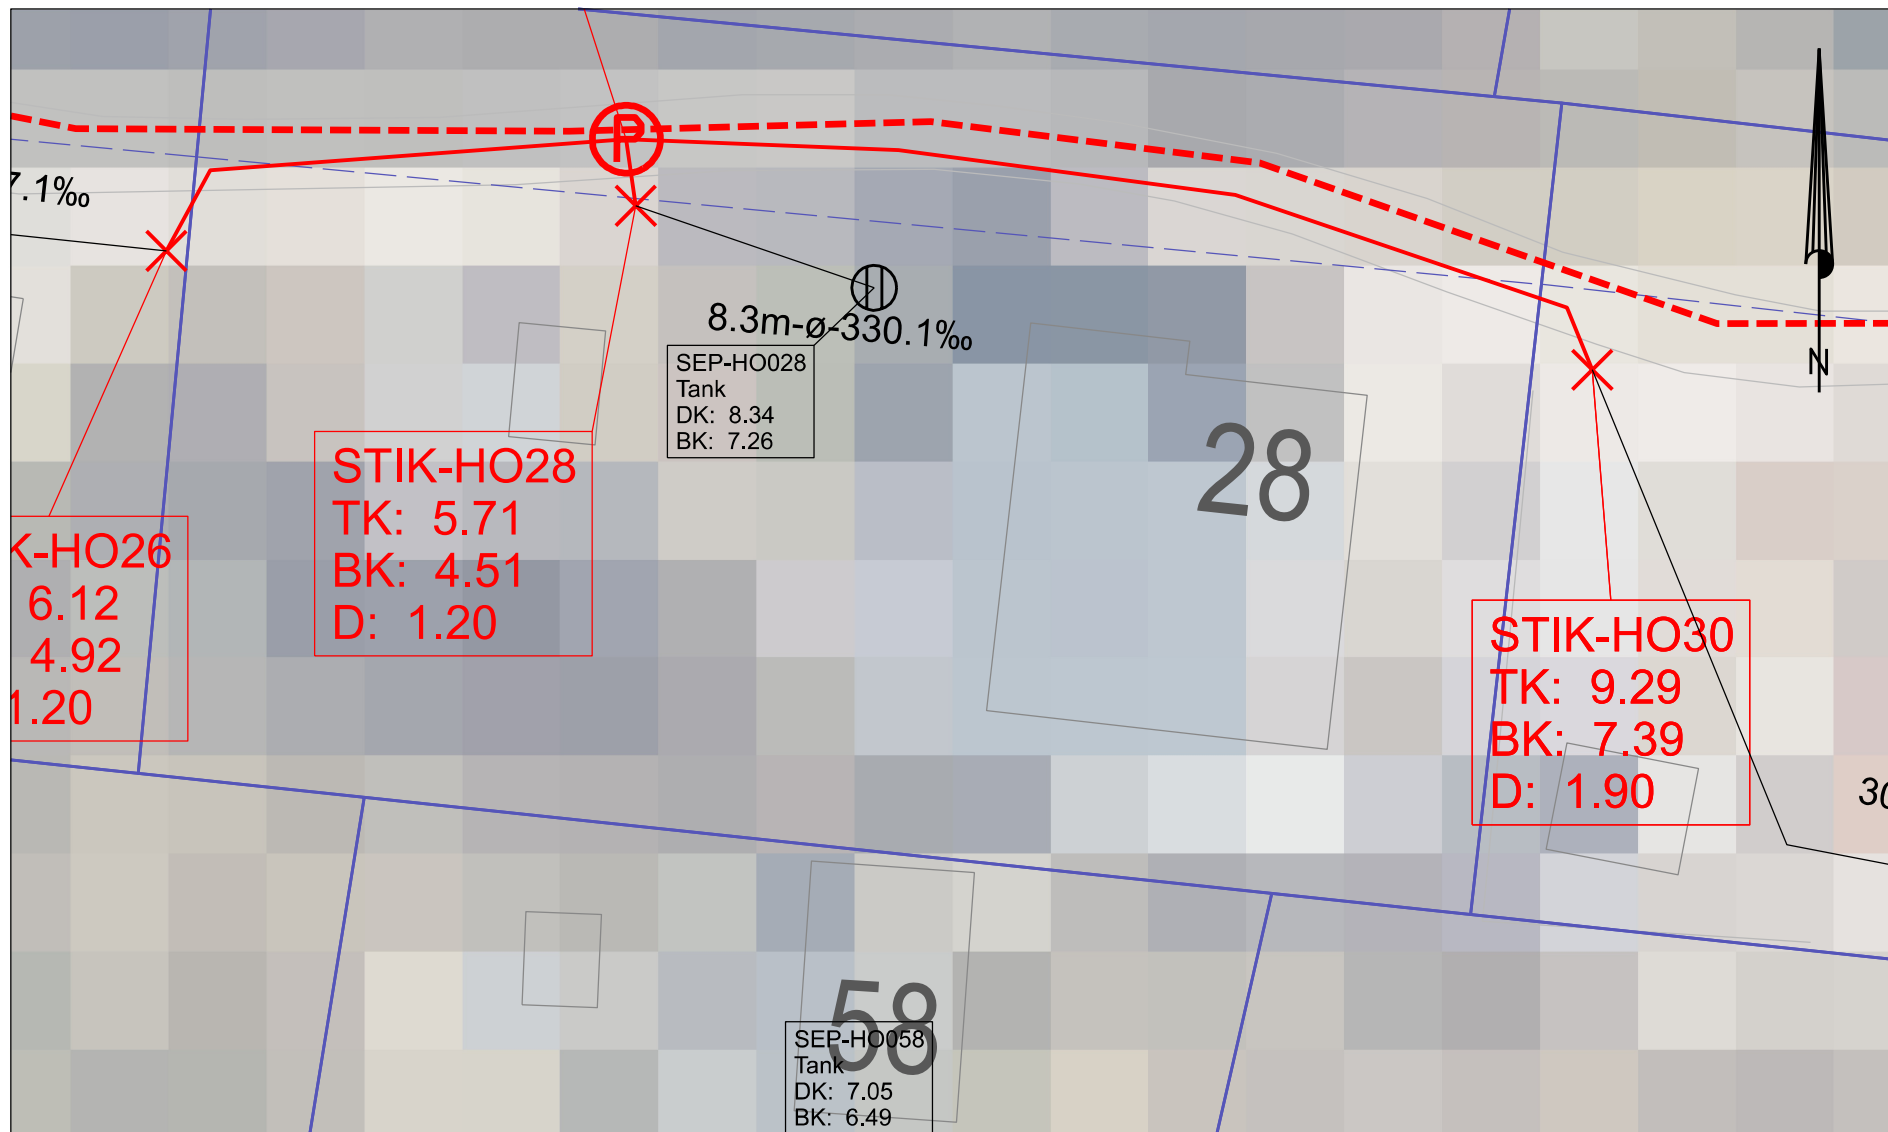 7.1‰
P
8.3m-ø-330.1‰
SEP-HO028
Tank
DK: 8.34
BK: 7.26
N
28
STIK-HO28
TK: 5.71
BK: 4.51
D: 1.20
K-HO26
6.12
4.92
1.20
STIK-HO30
TK: 9.29
BK: 7.39
D: 1.90
30
58
SEP-HO058
Tank
DK: 7.05
BK: 6.49